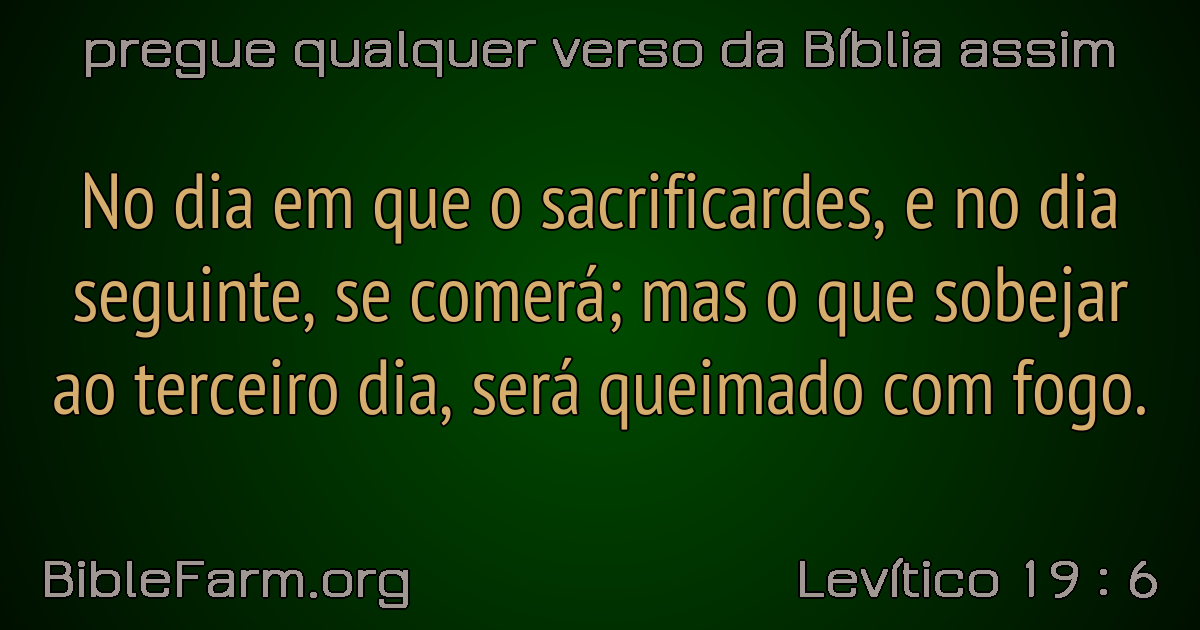 pregue qualquer verso da Bíblia assim
No dia em que o sacrificardes, e no dia
seguinte, se comerá; mas o que sobejar
ao terceiro dia, será queimado com fogo.
BibleFarm.org
Levítico 19 : 6